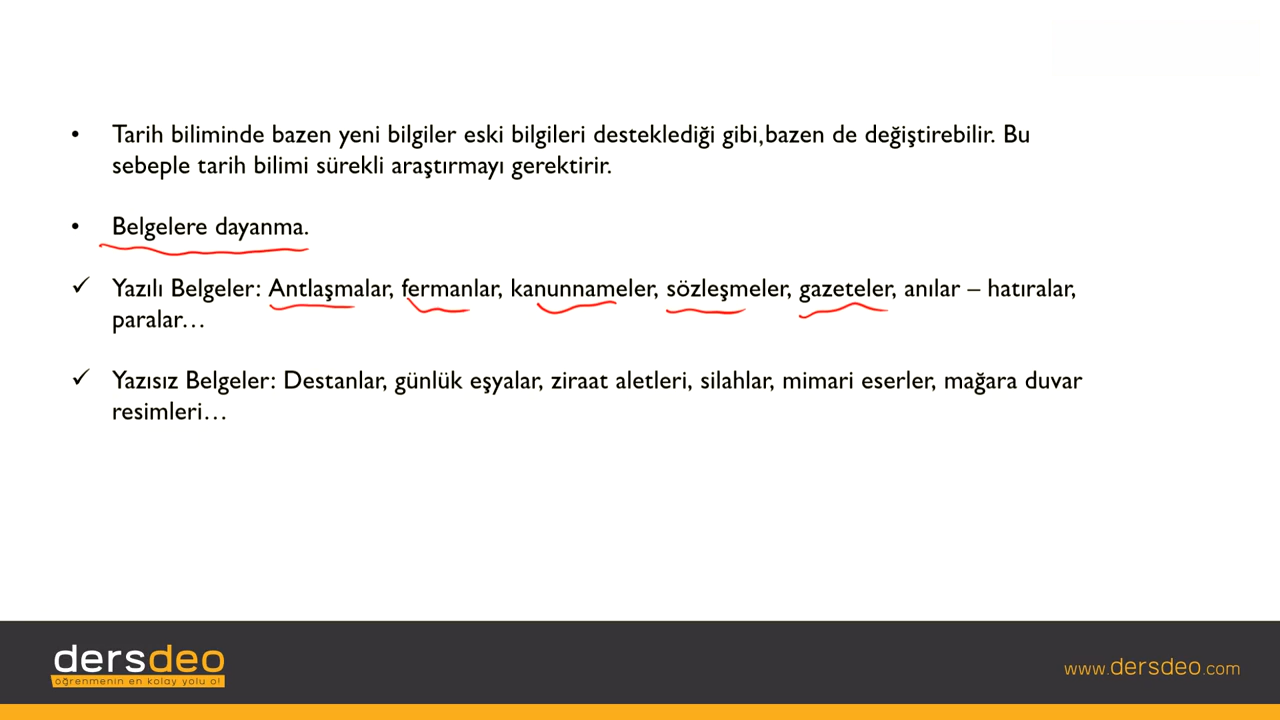 • Tarih biliminde bazen yeni bilgiler eski bilgileri desteklediği gibi,bazen de değiştirebilir. Bu
sebeple tarih bilimi sürekli araştırmayı gerektirir.
• Belgelere dayanma.
✓ Yazılı Belgeler: Antlaşmalar, fermanlar, kanunnameler, sözleşmeler, gazeteler, anılar – hatıralar,
paralar…
✓ Yazısız Belgeler: Destanlar, günlük eşyalar, ziraat aletleri, silahlar, mimari eserler, mağara duvar
resimleri…
dersdeo
öğrenmenin en kolay yolu o!
www.dersdeo.com